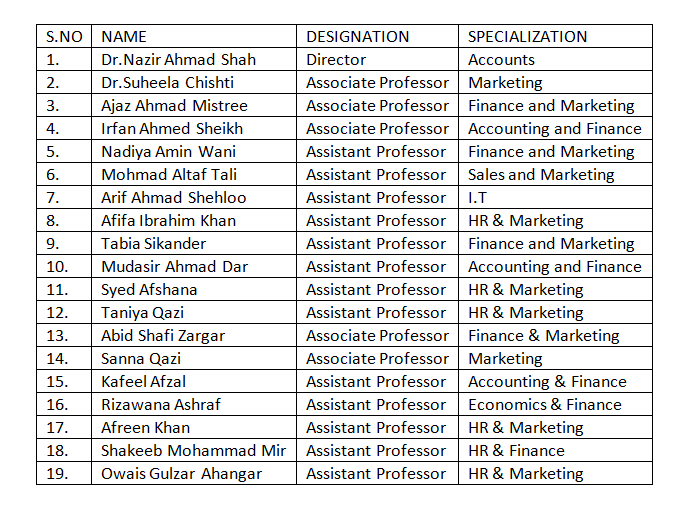 S.NO NAME DESIGNATION SPECIALIZATION
1. Dr.Nazir Ahmad Shah Director Accounts
2. Dr.Suheela Chishti Associate Professor Marketing
3. Ajaz Ahmad Mistree Associate Professor Finance and Marketing
4. Irfan Ahmed Sheikh Associate Professor Accounting and Finance
5. Nadiya Amin Wani Assistant Professor Finance and Marketing
6. Mohmad Altaf Tali Assistant Professor Sales and Marketing
7. Arif Ahmad Shehloo Assistant Professor I.T
8. Afifa Ibrahim Khan Assistant Professor HR & Marketing
9. Tabia Sikander Assistant Professor Finance and Marketing
10. Mudasir Ahmad Dar Assistant Professor Accounting and Finance
11. Syed Afshana Assistant Professor HR & Marketing
12. Taniya Qazi Assistant Professor HR & Marketing
13. Abid Shafi Zargar Associate Professor Finance & Marketing
14. Sanna Qazi Associate Professor Marketing
15. Kafeel Afzal Assistant Professor Accounting & Finance
16. Rizawana Ashraf Assistant Professor Economics & Finance
17. Afreen Khan Assistant Professor HR & Marketing
18. Shakeeb Mohammad Mir Assistant Professor HR & Finance
19. Owais Gulzar Ahangar Assistant Professor HR & Marketing